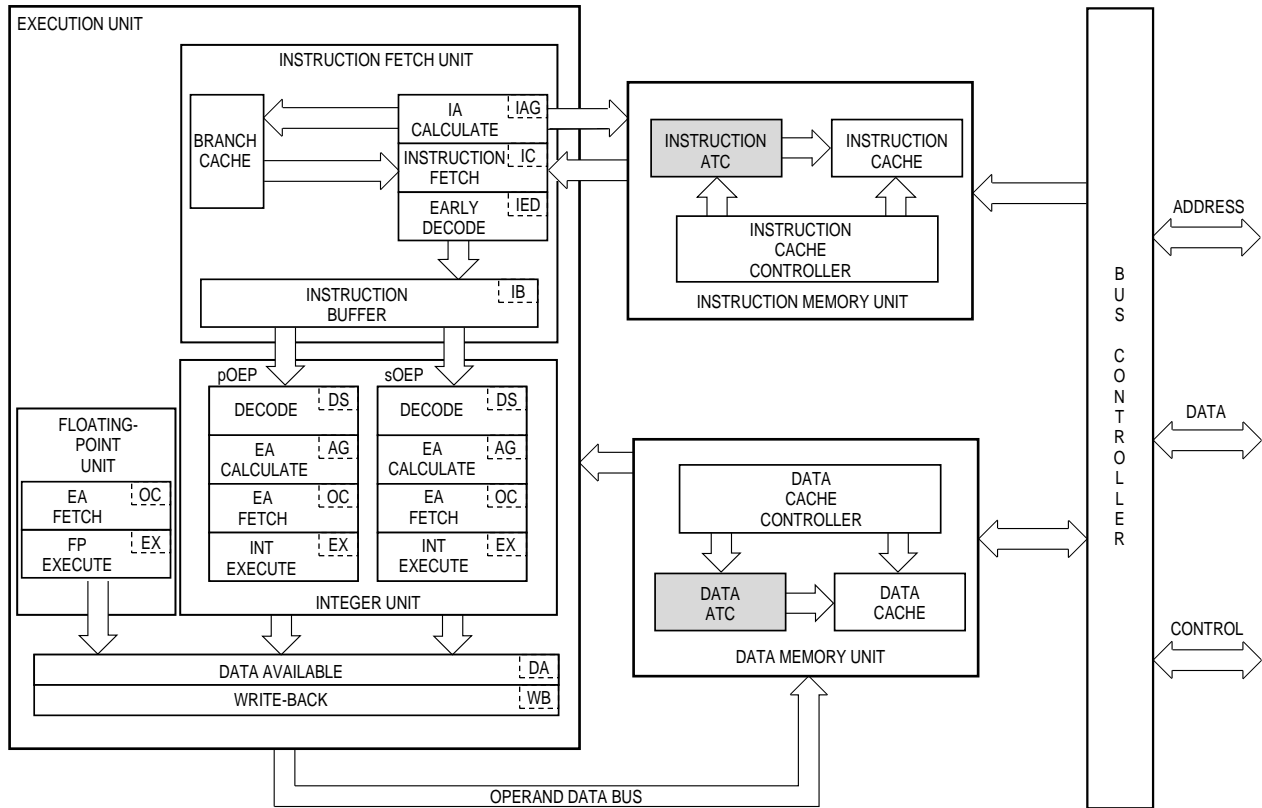 EXECUTION UNIT
INSTRUCTION FETCH UNIT
BRANCH
CACHE
IA
CALCULATE
IAG
INSTRUCTION
FETCH
IC
EARLY
DECODE
IED
INSTRUCTION
BUFFER
IB
pOEP
DECODE
DS
EA
CALCULATE
AG
EA
FETCH
OC
INT
EXECUTE
EX
sOEP
DECODE
DS
EA
CALCULATE
AG
EA
FETCH
OC
INT
EXECUTE
EX
INTEGER UNIT
FLOATING-
POINT
UNIT
EA
FETCH
OC
FP
EXECUTE
EX
DATA AVAILABLE
DA
WRITE-BACK
WB
INSTRUCTION
ATC
INSTRUCTION
CACHE
INSTRUCTION
CACHE
CONTROLLER
INSTRUCTION MEMORY UNIT
DATA
CACHE
CONTROLLER
DATA
ATC
DATA
CACHE
DATA MEMORY UNIT
OPERAND DATA BUS
BUS CONTROLLER
ADDRESS
DATA
CONTROL